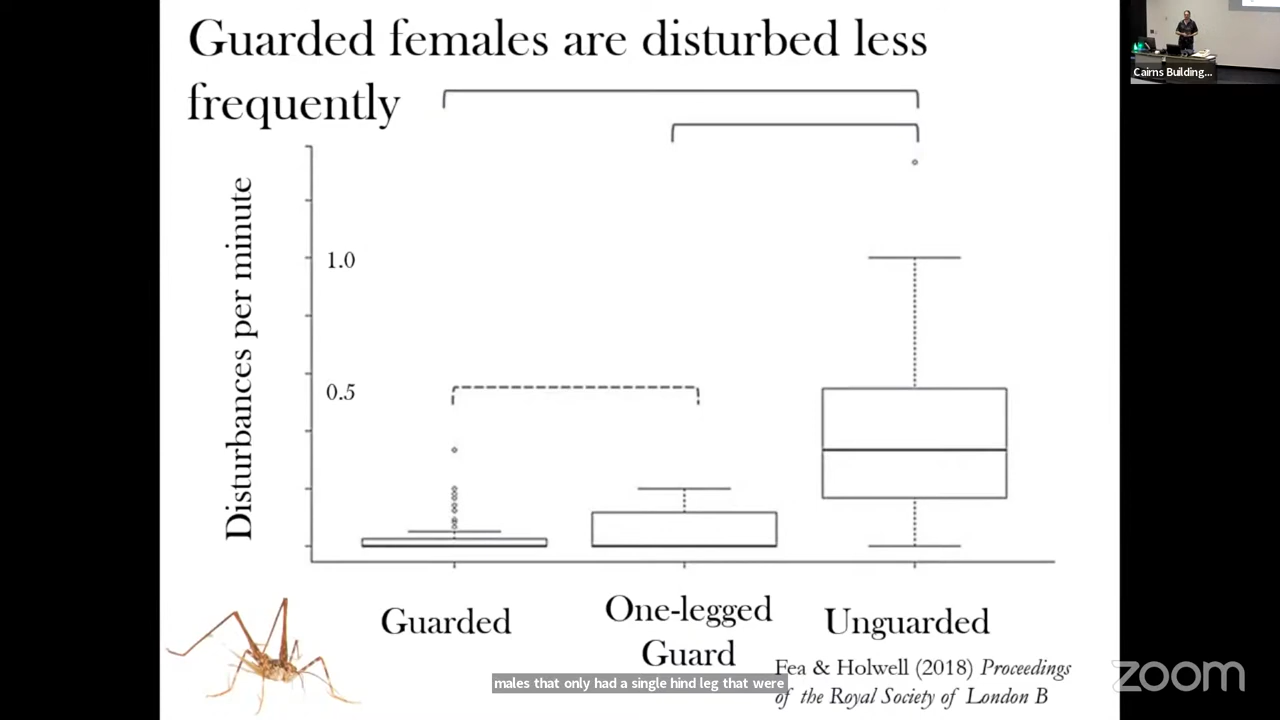 Guarded females are disturbed less
frequently
Cairns Building...
Disturbances per minute
1.0
0.5
Guarded
One-legged
Guard
Unguarded
Fea & Holwell (2018) Proceedings
of the Royal Society of London B
males that only had a single hind leg that were
zoom